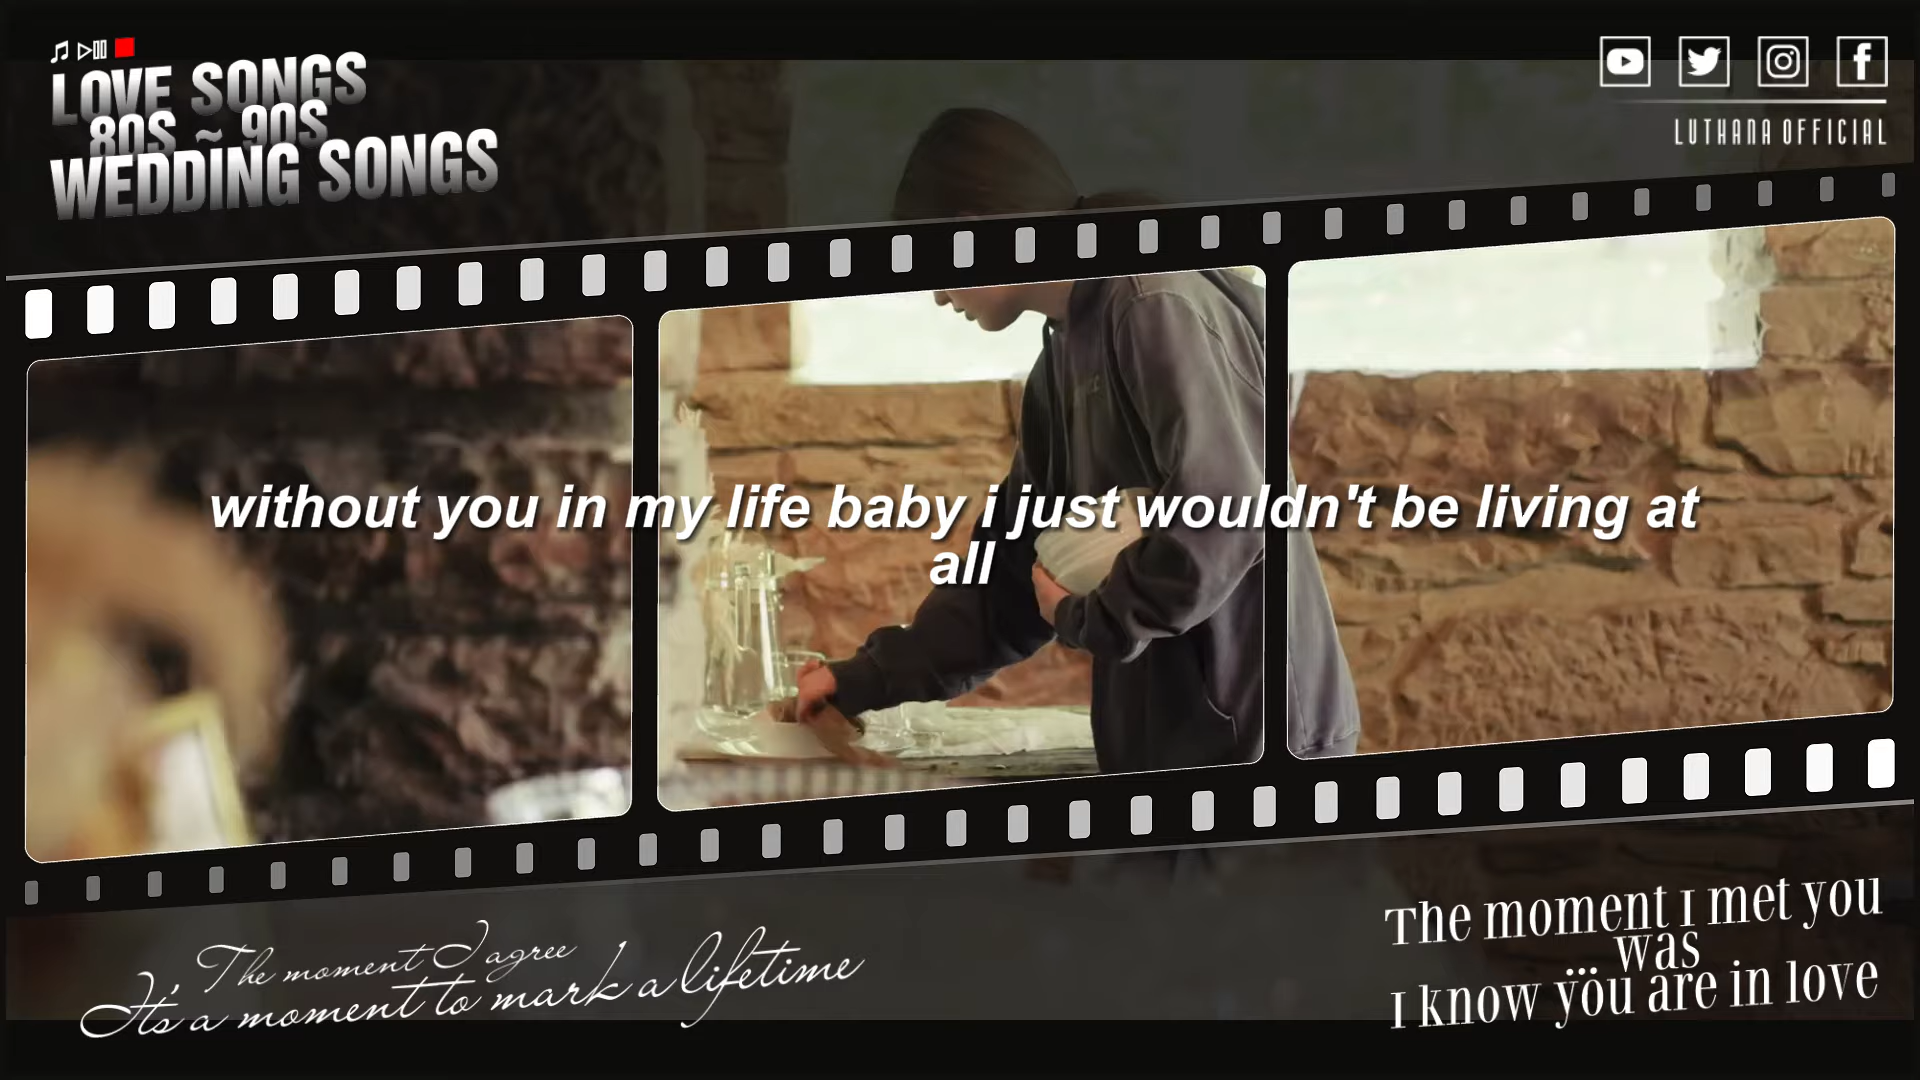 LOVE SONGS
80S ~ 90S
WEDDING SONGS
LUTHANA OFFICIAL
without you in my life baby i just wouldn't be living at
all
The moment I agree
It's a moment to mark a lifetime
The moment I met you
was
I know you are in love